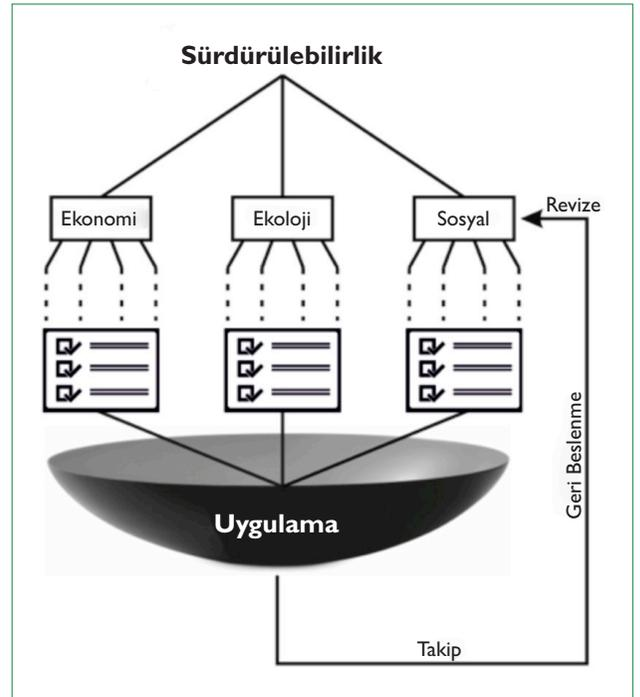 Sürdürülebilirlik
Ekonomi
Ekoloji
Sosyal
Revize
Geri Beslenme
Uygulama
Takip